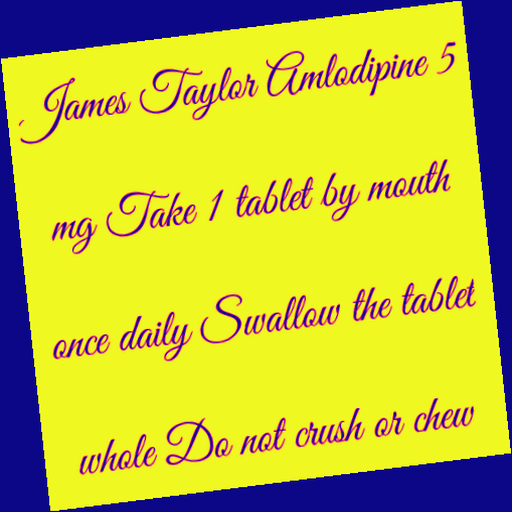 James Taylor Amlodipine 5
mg Take 1 tablet by mouth
once daily Swallow the tablet
whole Do not crush or chew